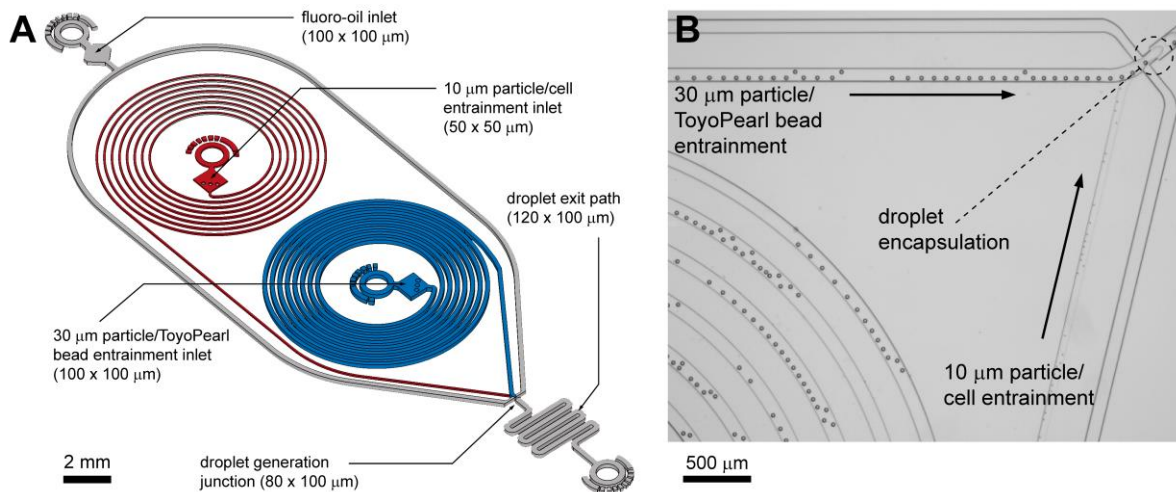 A
fluoro-oil inlet
(100 x 100 μm)
10 μm particle/cell
entrainment inlet
(50 x 50 μm)
droplet exit path
(120 x 100 μm)
30 μm particle/ToyoPearl
bead entrainment inlet
(100 x 100 μm)
2 mm
droplet generation
junction (80 x 100 μm)
B
30 μm particle/
ToyoPearl bead
entrainment
droplet
encapsulation
10 μm particle/
cell entrainment
500 μm